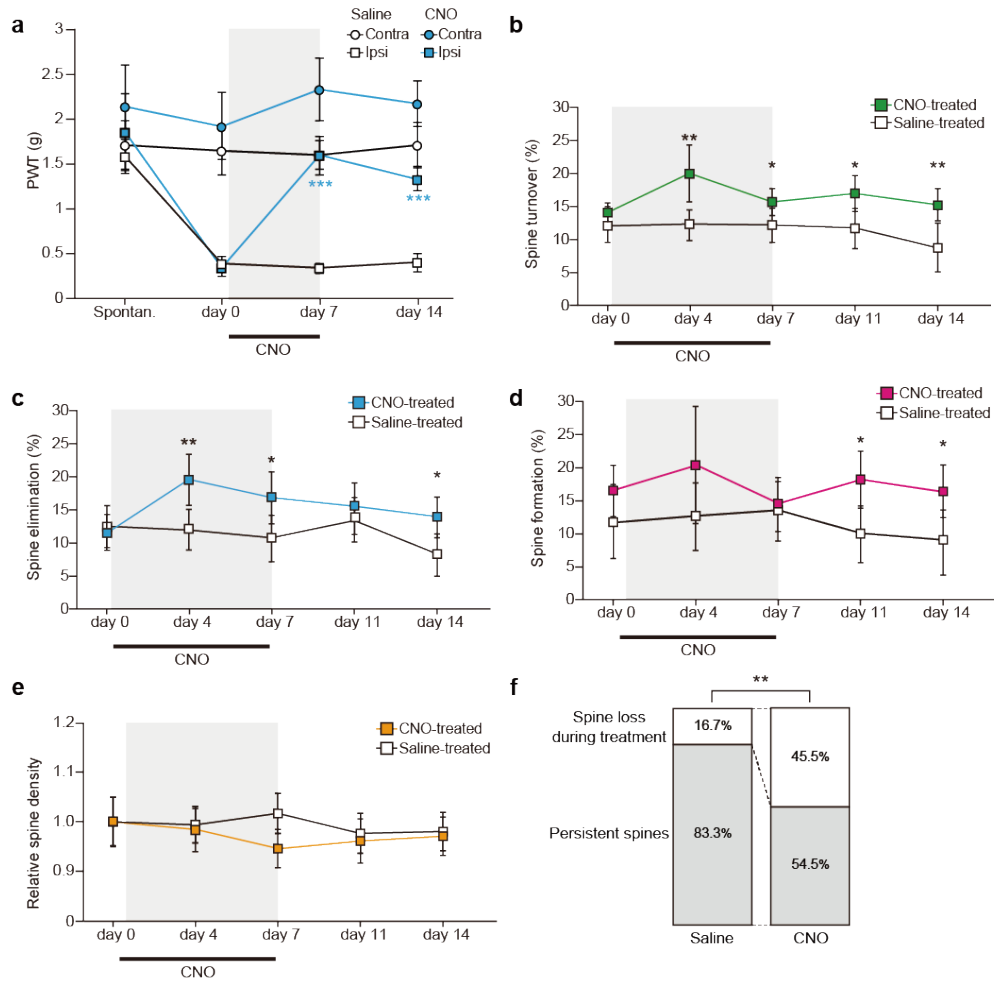 a
Saline CNO
Contra Contra
Ipsi Ipsi
PWT (g)
3
2.5
2
1.5
1
0.5
0
***
***
Spontan. day 0 day 7 day 14
CNO
b
CNO-treated
Saline-treated
Spine turnover (%)
30
25
20
15
10
5
0
** * * **
day 0 day 4 day 7 day 11 day 14
CNO
c
CNO-treated
Saline-treated
Spine elimination (%)
30
25
20
15
10
5
0
** * *
day 0 day 4 day 7 day 11 day 14
CNO
d
CNO-treated
Saline-treated
Spine formation (%)
30
25
20
15
10
5
0
* *
day 0 day 4 day 7 day 11 day 14
CNO
e
CNO-treated
Saline-treated
Relative spine density
1.2
1.1
1.0
0.9
0
day 0 day 4 day 7 day 11 day 14
CNO
f
**
Spine loss
during treatment
16.7%
45.5%
Persistent spines
83.3%
54.5%
Saline CNO